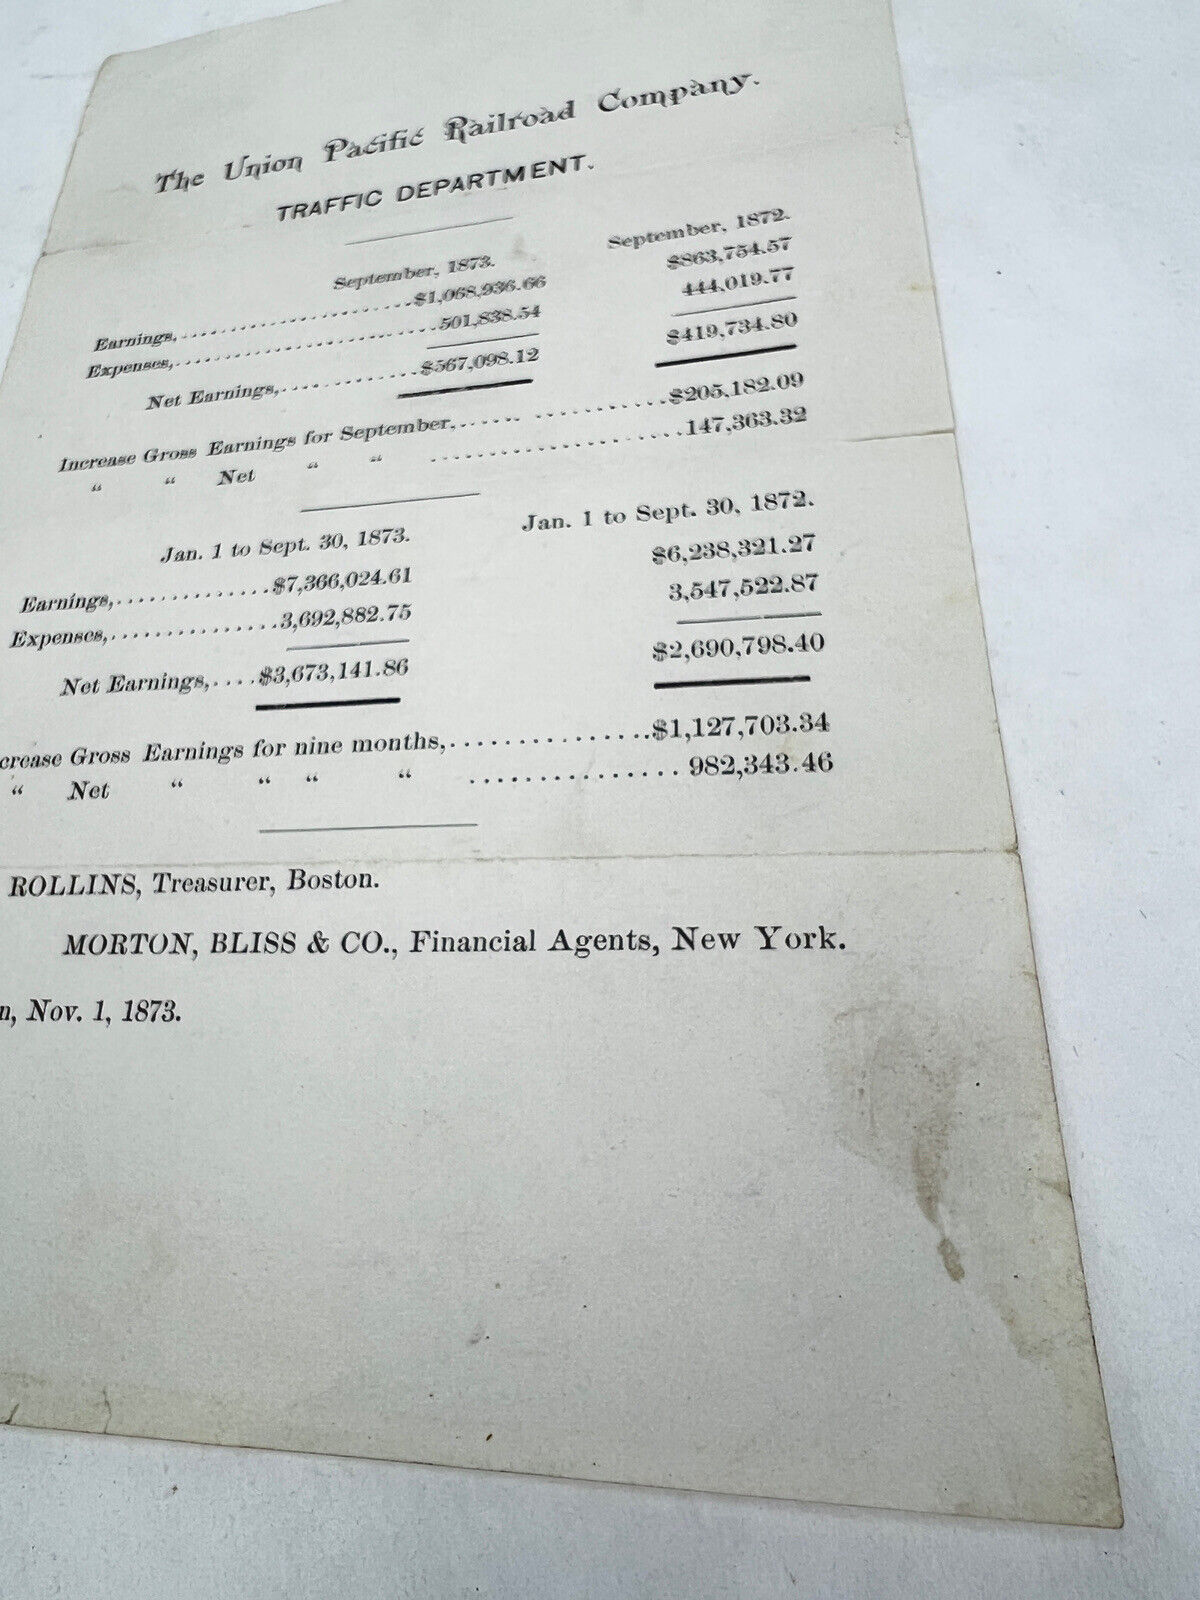 The Union Pacific Railroad Company.
TRAFFIC DEPARTMENT.
September, 1873. September, 1872.
Earnings,........................$1,068,936.66 $863,754.57
Expenses,........................501,838.54 444,019.77
Net Earnings,................$567,098.12 $419,734.80
Increase Gross Earnings for September,...... ..............$205,182.09
“ “ Net “ “ ........................147,363.32
Jan. 1 to Sept. 30, 1873. Jan. 1 to Sept. 30, 1872.
Earnings,..............$7,366,024.61 $6,238,321.27
Expenses,...............3,692,882.75 3,547,522.87
Net Earnings,....$3,673,141.86 $2,690,798.40
crease Gross Earnings for nine months,................$1,127,703.34
“ Net “ “ “ “ ................982,343.46
ROLLINS, Treasurer, Boston.
MORTON, BLISS & CO., Financial Agents, New York.
n, Nov. 1, 1873.